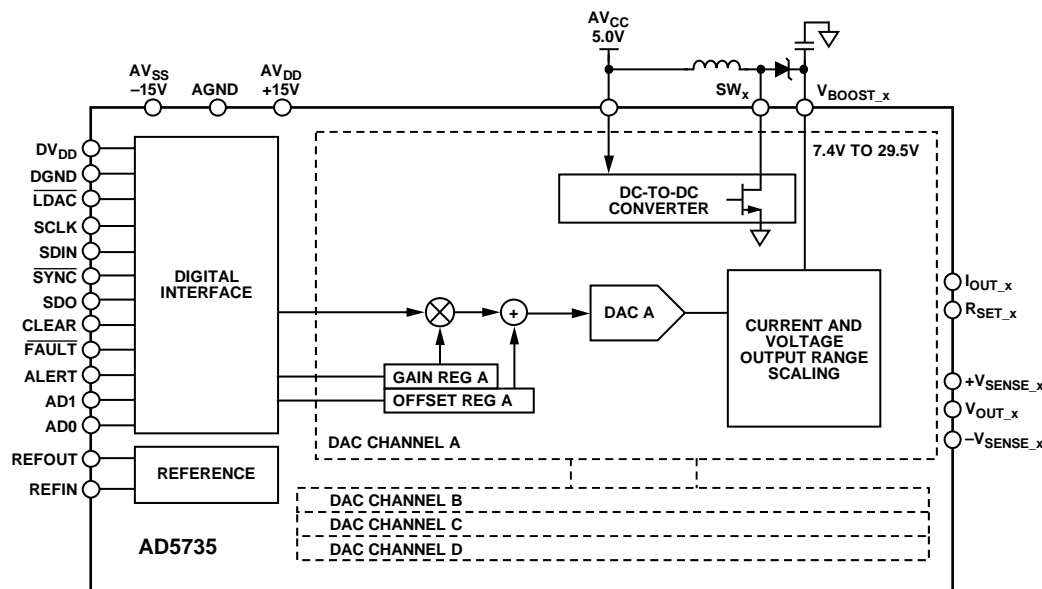 AVCC
5.0V
AVSS
–15V
AGND
AVDD
+15V
SWx
VBOOST_x
7.4V TO 29.5V
DVDD
DGND
LDAC
SCLK
SDIN
SYNC
SDO
CLEAR
FAULT
ALERT
AD1
AD0
REFOUT
REFIN
DIGITAL
INTERFACE
REFERENCE
DC-TO-DC
CONVERTER
+
DAC A
GAIN REG A
OFFSET REG A
CURRENT AND
VOLTAGE
OUTPUT RANGE
SCALING
DAC CHANNEL A
DAC CHANNEL B
DAC CHANNEL C
DAC CHANNEL D
IOUT_x
RSET_x
+VSENSE_x
VOUT_x
–VSENSE_x
AD5735